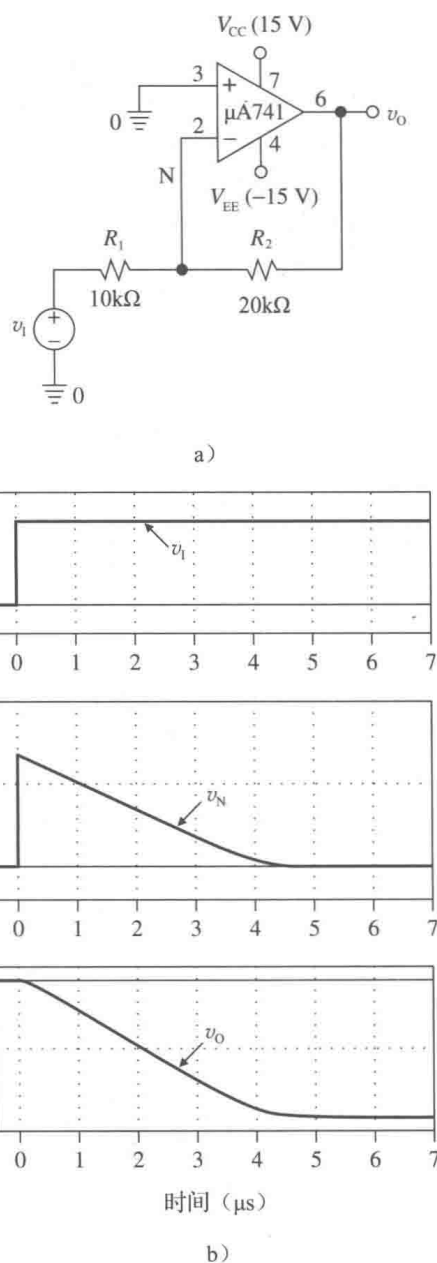 V_CC (15 V)
3
+
7
μA741
6
v_O
0
2
−
4
N
V_EE (−15 V)
R_1
R_2
10kΩ
20kΩ
v_I
+
−
0
a）
v_I
0 1 2 3 4 5 6 7
v_N
0 1 2 3 4 5 6 7
v_O
0 1 2 3 4 5 6 7
时间（μs）
b）